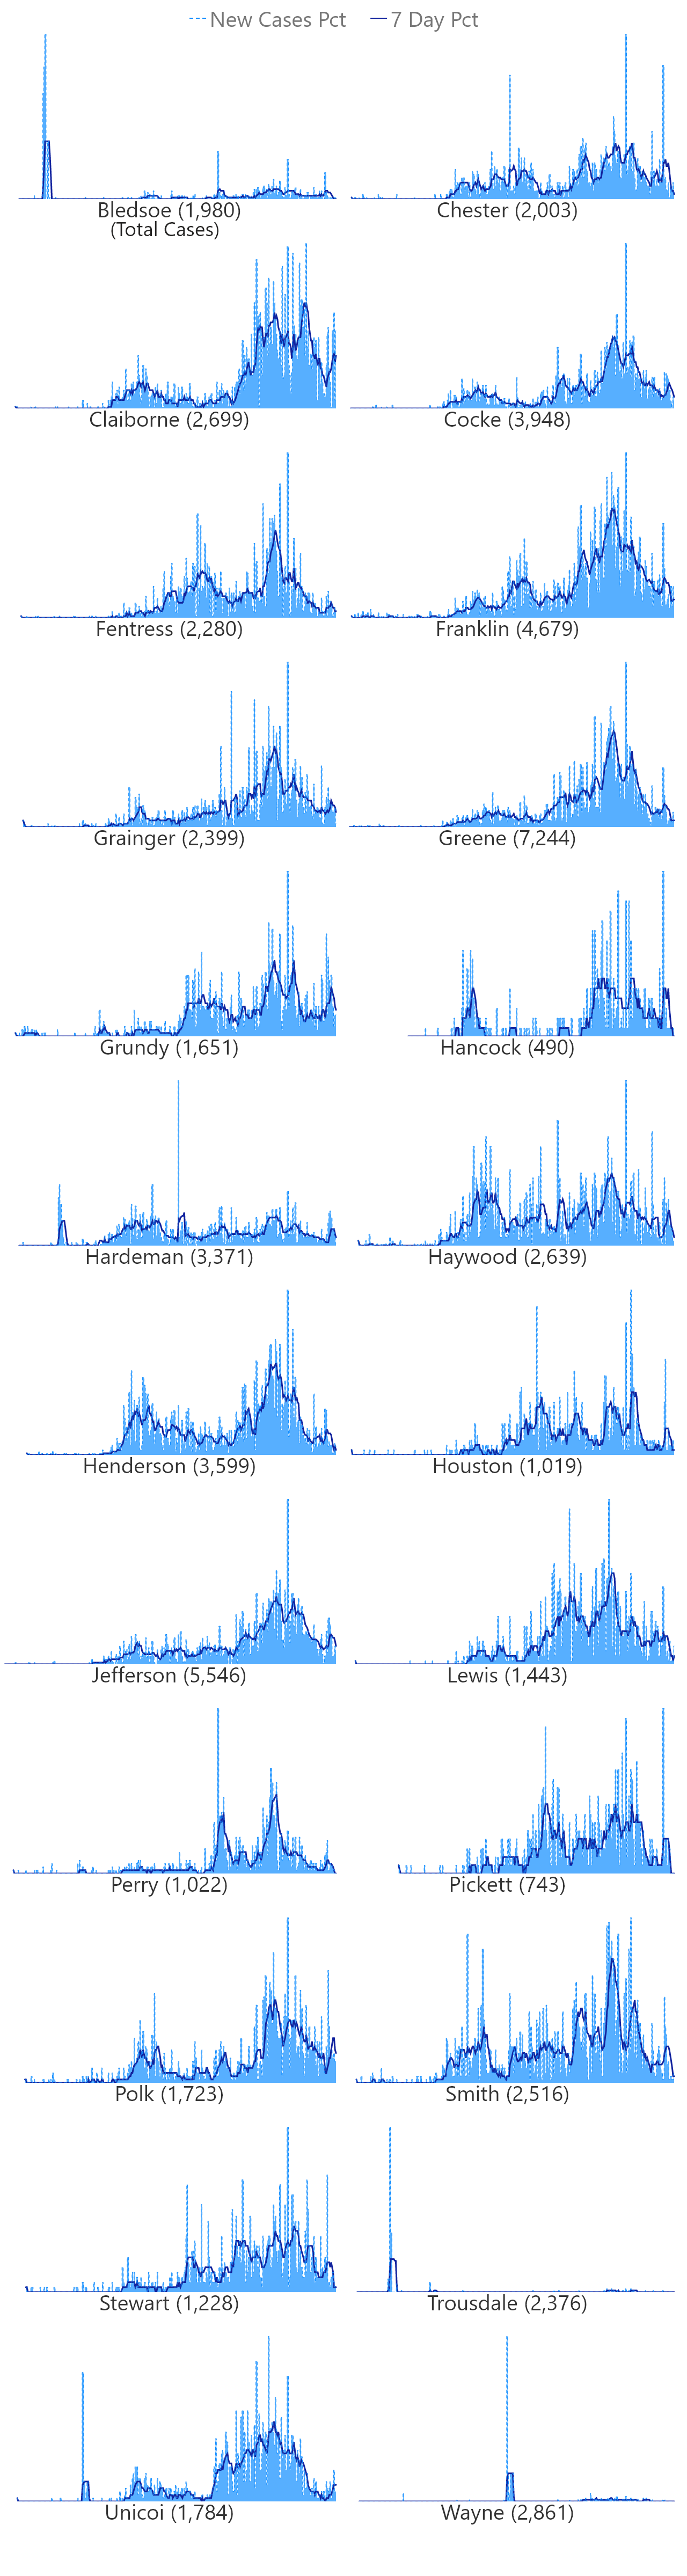 New Cases Pct 7 Day Pct
Bledsoe (1,980) Chester (2,003)
(Total Cases)
Claiborne (2,699) Cocke (3,948)
Fentress (2,280) Franklin (4,679)
Grainger (2,399) Greene (7,244)
Grundy (1,651) Hancock (490)
Hardeman (3,371) Haywood (2,639)
Henderson (3,599) Houston (1,019)
Jefferson (5,546) Lewis (1,443)
Perry (1,022) Pickett (743)
Polk (1,723) Smith (2,516)
Stewart (1,228) Trousdale (2,376)
Unicoi (1,784) Wayne (2,861)